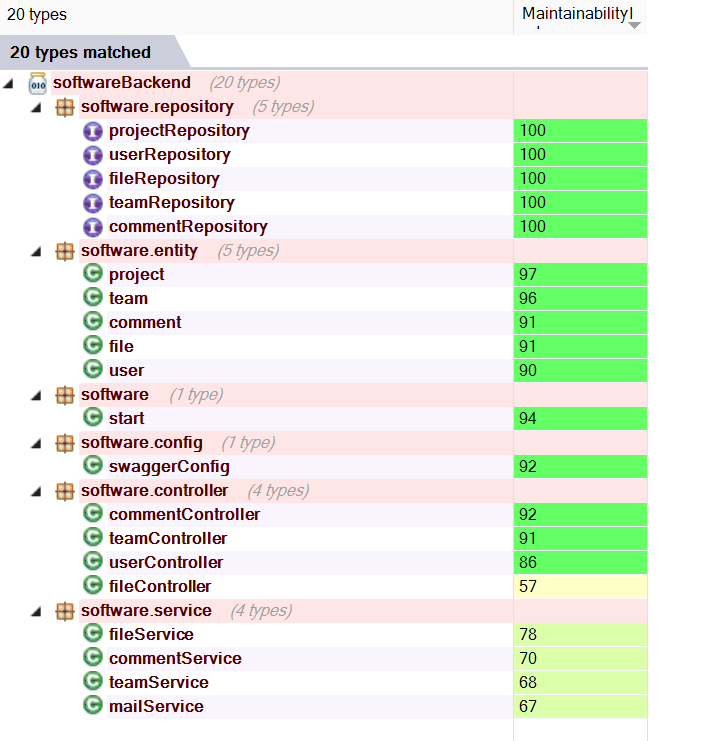 20 types Maintainability
20 types matched
softwareBackend (20 types)
software.repository (5 types)
projectRepository 100
userRepository 100
fileRepository 100
teamRepository 100
commentRepository 100
software.entity (5 types)
project 97
team 96
comment 91
file 91
user 90
software (1 type)
start 94
software.config (1 type)
swaggerConfig 92
software.controller (4 types)
commentController 92
teamController 91
userController 86
fileController 57
software.service (4 types)
fileService 78
commentService 70
teamService 68
mailService 67